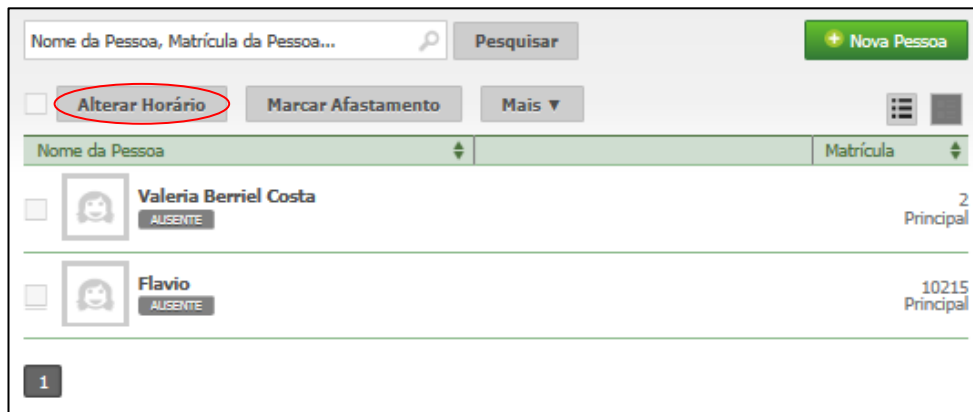 Nome da Pessoa, Matrícula da Pessoa... Pesquisar Nova Pessoa
Alterar Horário Marcar Afastamento Mais ▼
Nome da Pessoa Matrícula
Valeria Berriel Costa 2
AUSENTE Principal
Flavio 10215
AUSENTE Principal
1